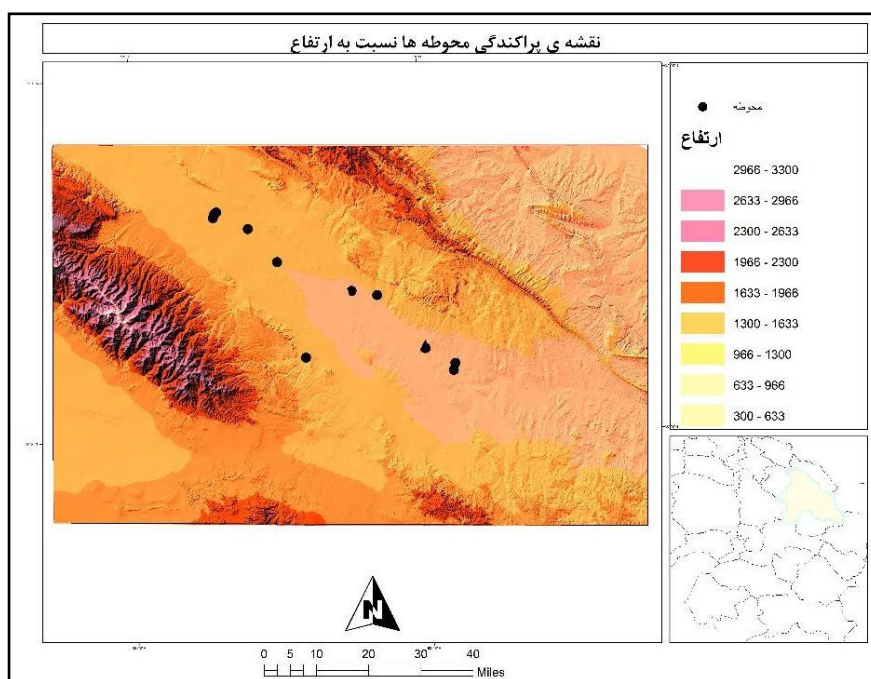 نقشه ی پراکندگی محوطه ها نسبت به ارتفاع
محوطه
ارتفاع
2966 - 3300
2633 - 2966
2300 - 2633
1966 - 2300
1633 - 1966
1300 - 1633
966 - 1300
633 - 966
300 - 633
N
0 5 10 20 30 40
Miles